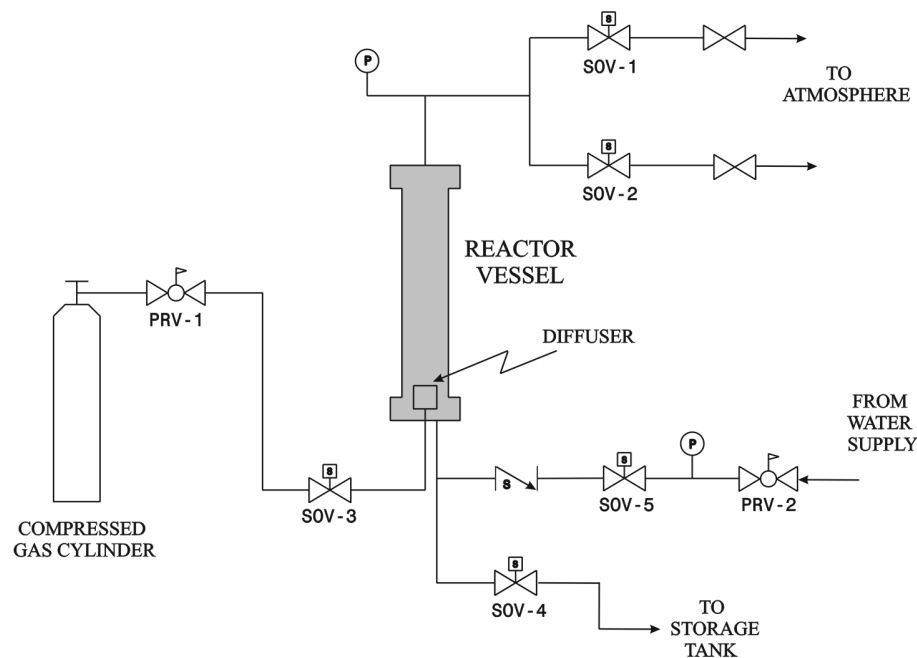 S
SOV-1
P
TO
ATMOSPHERE
S
SOV-2
REACTOR
VESSEL
PRV-1
DIFFUSER
FROM
WATER
SUPPLY
P
S
SOV-3
S
S
SOV-5
PRV-2
COMPRESSED
GAS CYLINDER
S
SOV-4
TO
STORAGE
TANK